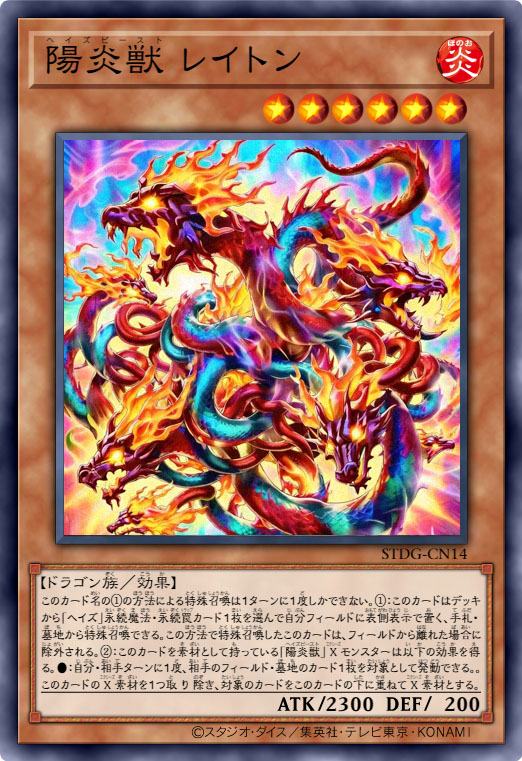 ヘイズビースト
陽炎獣 レイトン
ほのお
炎
STDG-CN14
【ドラゴン族／効果】
このカード名の①の方法による特殊召喚は1ターンに1度しかできない。①：このカードはデッキ
から「ヘイズ」永続魔法・永続罠カード1枚を選んで自分フィールドに表側表示で置く、手札・
墓地から特殊召喚できる。この方法で特殊召喚したこのカードは、フィールドから離れた場合に
除外される。②：このカードを素材として持っている「陽炎獣」Xモンスターは以下の効果を得
る。●：自分・相手ターンに1度、相手のフィールド・墓地のカード1枚を対象として発動できる。。
このカードのX素材を1つ取り除き、対象のカードをこのカードの下に重ねてX素材とする。
ATK/2300 DEF/ 200
©スタジオ・ダイス／集英社・テレビ東京・KONAMI